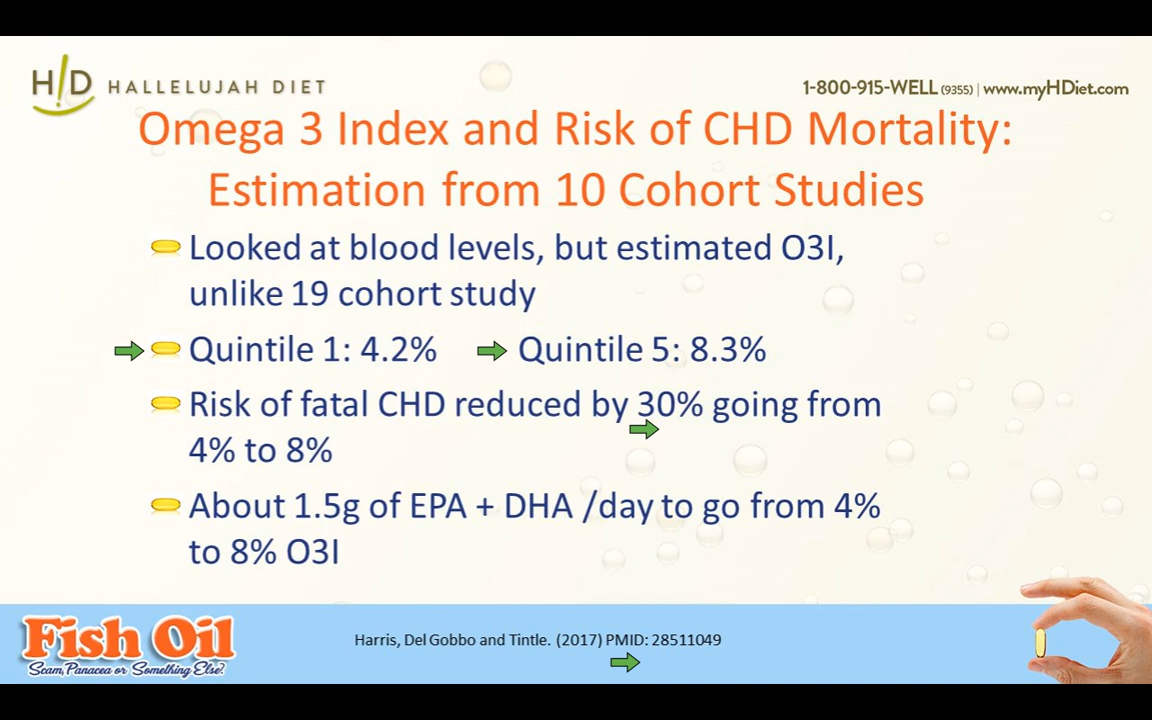 H!D HALLELUJAH DIET
1-800-915-WELL (9355) | www.myHDiet.com
Omega 3 Index and Risk of CHD Mortality:
Estimation from 10 Cohort Studies
Looked at blood levels, but estimated O3I,
unlike 19 cohort study
Quintile 1: 4.2% Quintile 5: 8.3%
Risk of fatal CHD reduced by 30% going from
4% to 8%
About 1.5g of EPA + DHA /day to go from 4%
to 8% O3I
Fish Oil
Scam, Panacea or Something Else?
Harris, Del Gobbo and Tintle. (2017) PMID: 28511049